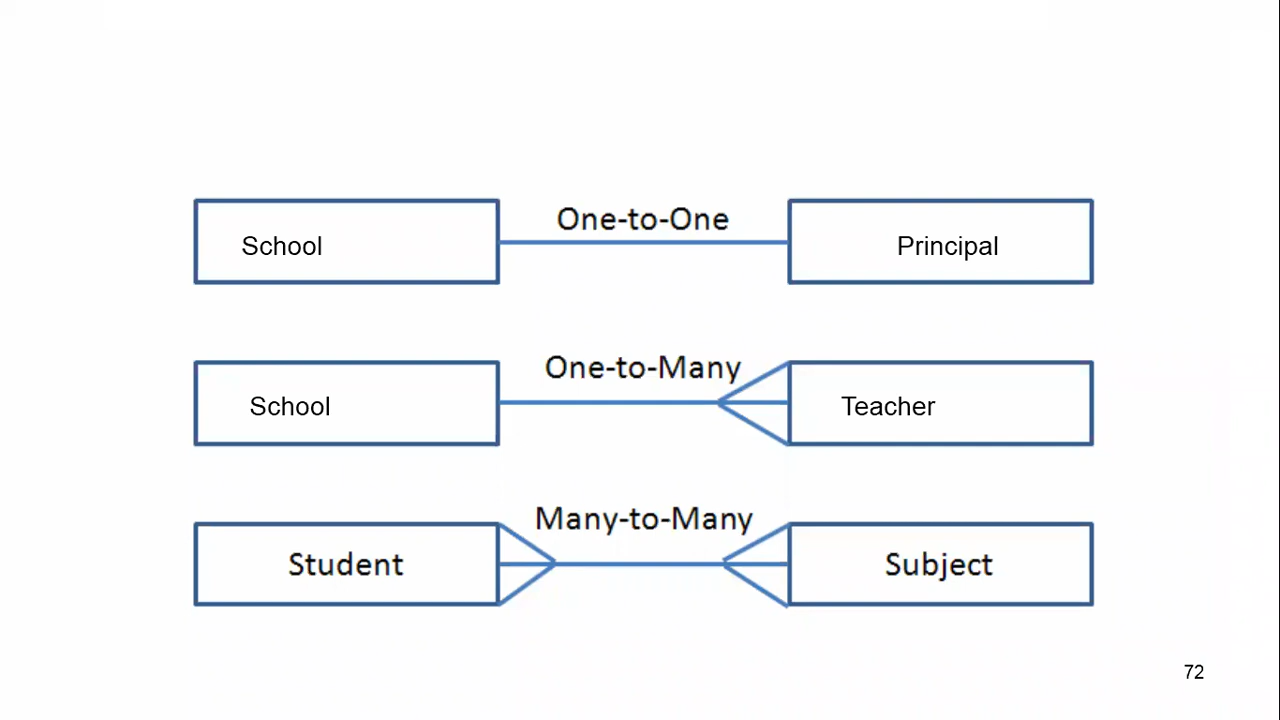 One-to-One
School
Principal
One-to-Many
School
Teacher
Many-to-Many
Student
Subject
72